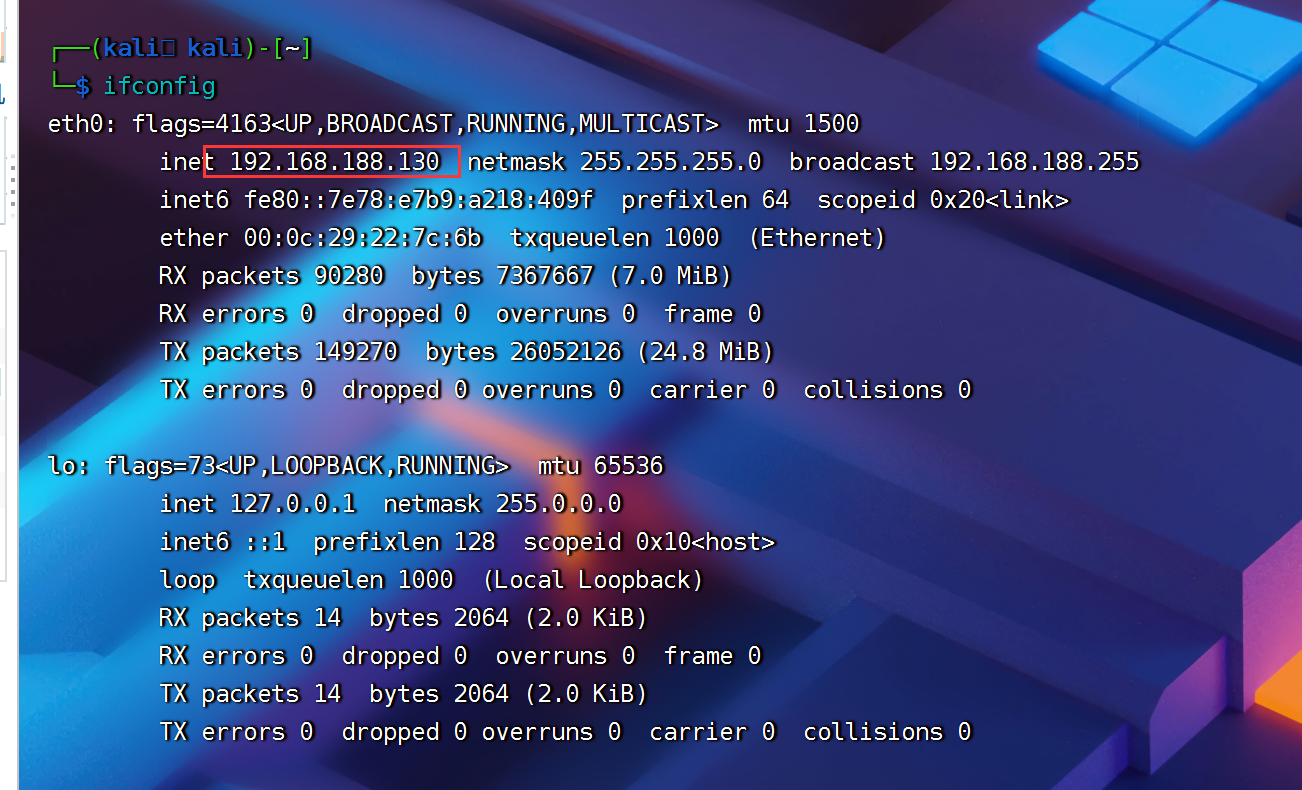 ┌──(kali㉿ kali)-[~]
└─$ ifconfig
eth0: flags=4163<UP,BROADCAST,RUNNING,MULTICAST>  mtu 1500
        inet 192.168.188.130  netmask 255.255.255.0  broadcast 192.168.188.255
        inet6 fe80::7e78:e7b9:a218:409f  prefixlen 64  scopeid 0x20<link>
        ether 00:0c:29:22:7c:6b  txqueuelen 1000  (Ethernet)
        RX packets 90280  bytes 7367667 (7.0 MiB)
        RX errors 0  dropped 0  overruns 0  frame 0
        TX packets 149270  bytes 26052126 (24.8 MiB)
        TX errors 0  dropped 0 overruns 0  carrier 0  collisions 0

lo: flags=73<UP,LOOPBACK,RUNNING>  mtu 65536
        inet 127.0.0.1  netmask 255.0.0.0
        inet6 ::1  prefixlen 128  scopeid 0x10<host>
        loop  txqueuelen 1000  (Local Loopback)
        RX packets 14  bytes 2064 (2.0 KiB)
        RX errors 0  dropped 0  overruns 0  frame 0
        TX packets 14  bytes 2064 (2.0 KiB)
        TX errors 0  dropped 0 overruns 0  carrier 0  collisions 0